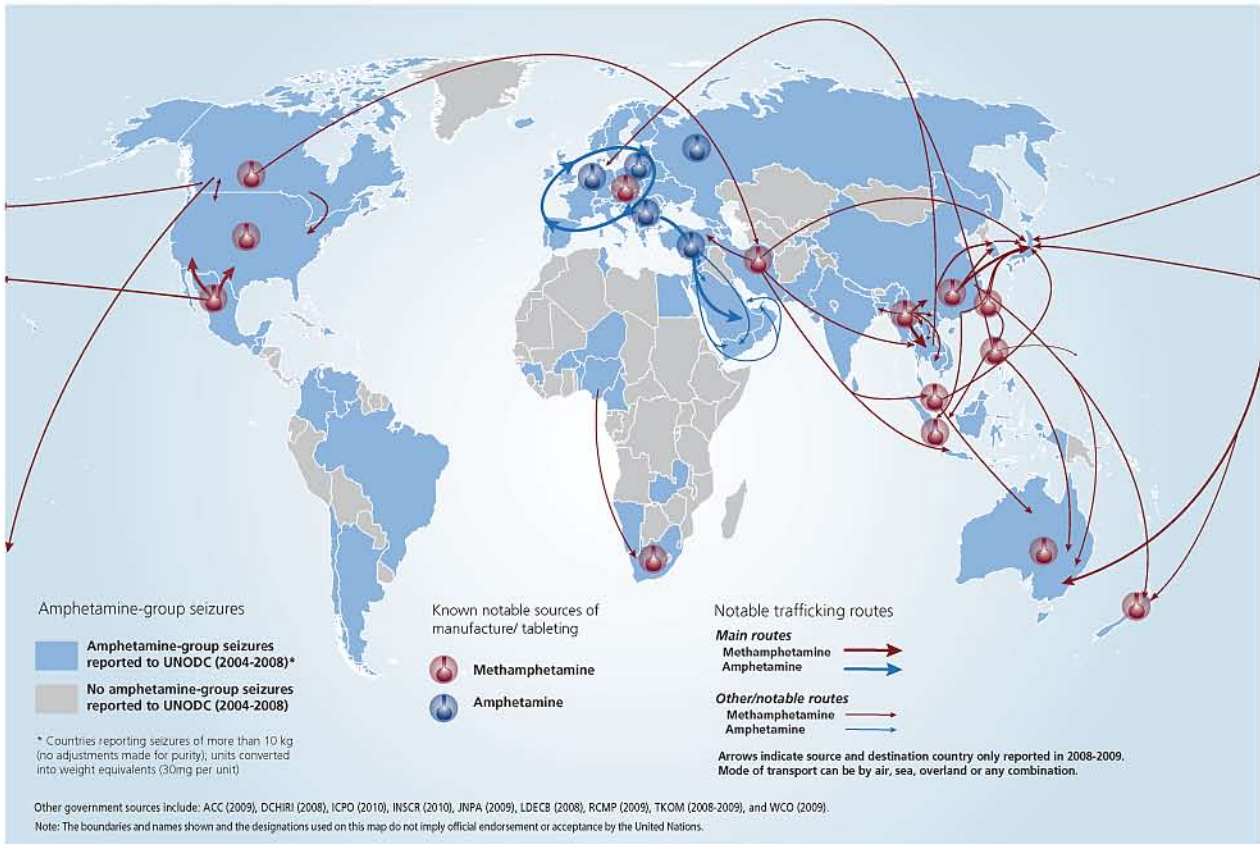 Amphetamine-group seizures
Amphetamine-group seizures
reported to UNODC (2004-2008)*
No amphetamine-group seizures
reported to UNODC (2004-2008)
* Countries reporting seizures of more than 10 kg
(no adjustments made for purity); units converted
into weight equivalents (30mg per unit)
Known notable sources of
manufacture/ tableting
Methamphetamine
Amphetamine
Notable trafficking routes
Main routes
Methamphetamine
Amphetamine
Other/notable routes
Methamphetamine
Amphetamine
Arrows indicate source and destination country only reported in 2008-2009.
Mode of transport can be by air, sea, overland or any combination.
Other government sources include: ACC (2009), DCHIRI (2008), ICPO (2010), INSCR (2010), JNPA (2009), LDECB (2008), RCMP (2009), TKOM (2008-2009), and WCO (2009).
Note: The boundaries and names shown and the designations used on this map do not imply official endorsement or acceptance by the United Nations.